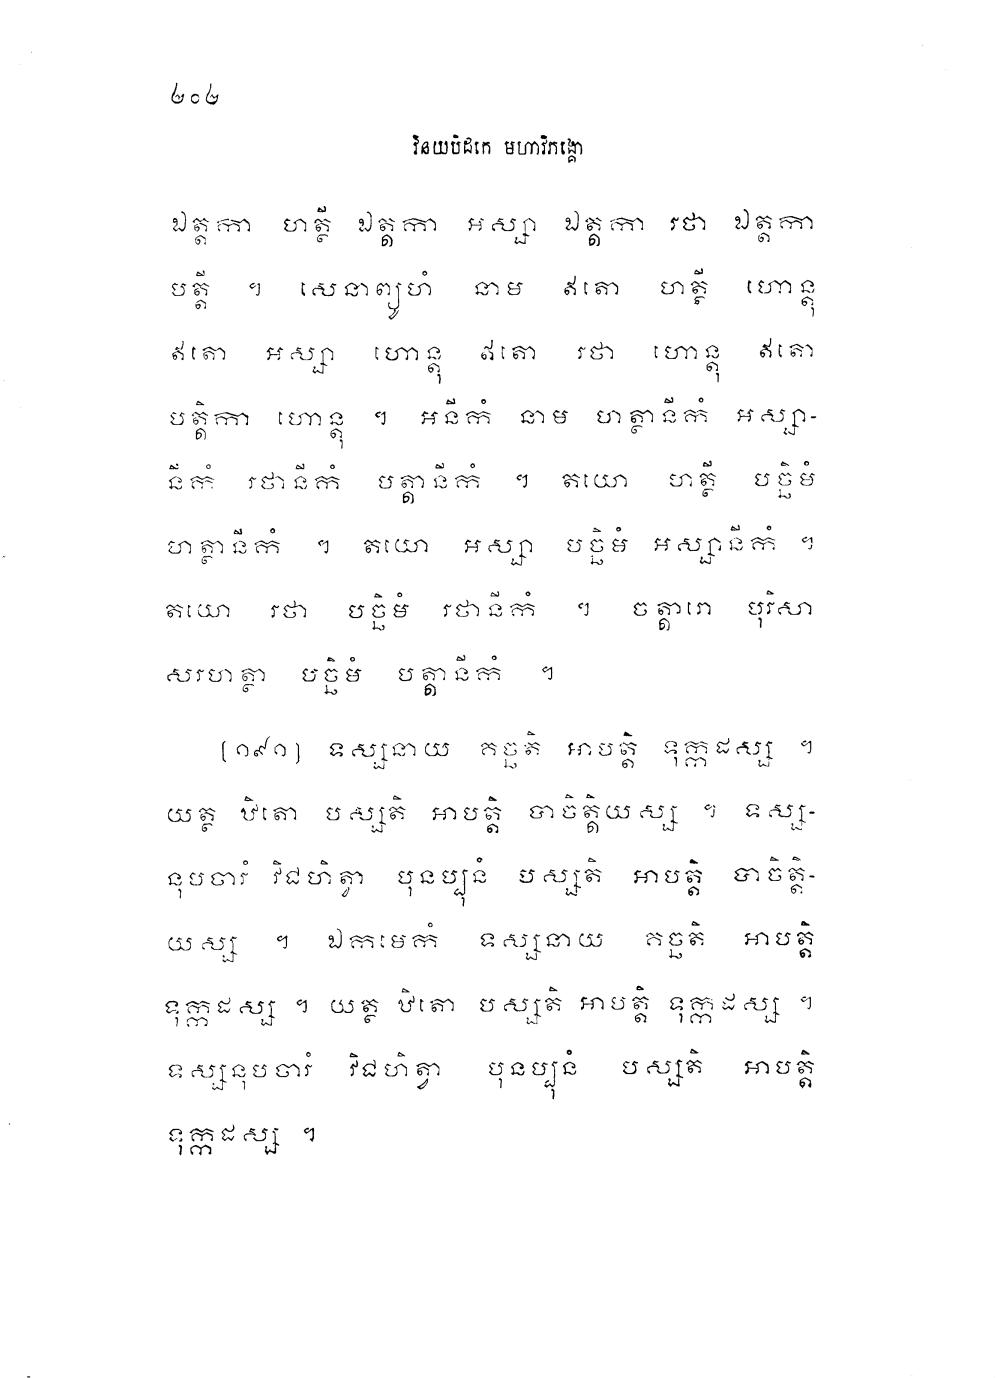 ៤០៤
វិនយបិដកេ មហាវិភង្គោ
ឯត្តកា ហត្ថី ឯត្តកា អស្សា ឯត្តកា រថា ឯត្តកា
បត្តី ។ សេនាព្យូហំ នាម ឥតោ ហត្ថី ហោន្តុ
ឥតោ អស្សា ហោន្តុ ឥតោ រថា ហោន្តុ ឥតោ
បត្តិកា ហោន្តុ ។ អនីកំ នាម ហត្ថានីកំ អស្សា-
នីកំ រថានីកំ បត្តានីកំ ។ តយោ ហត្ថី បច្ឆិមំ
ហត្ថានីកំ ។ តយោ អស្សា បច្ឆិមំ អស្សានីកំ ។
តយោ រថា បច្ឆិមំ រថានីកំ ។ ចត្តារោ បុរិសា
សរហត្ថា បច្ឆិមំ បត្តានីកំ ។
[១៩១] ទស្សនាយ គច្ឆតិ អាបត្តិ ទុក្កដស្ស ។
យត្ថ ឋិតោ បស្សតិ អាបត្តិ បាចិត្តិយស្ស ។ ទស្ស-
នុបចារំ វិជហិត្វា បុនប្បុនំ បស្សតិ អាបត្តិ បាចិត្តិ-
យស្ស ។ ឯកមេកំ ទស្សនាយ គច្ឆតិ អាបត្តិ
ទុក្កដស្ស ។ យត្ថ ឋិតោ បស្សតិ អាបត្តិ ទុក្កដស្ស ។
ទស្សនុបចារំ វិជហិត្វា បុនប្បុនំ បស្សតិ អាបត្តិ
ទុក្កដស្ស ។